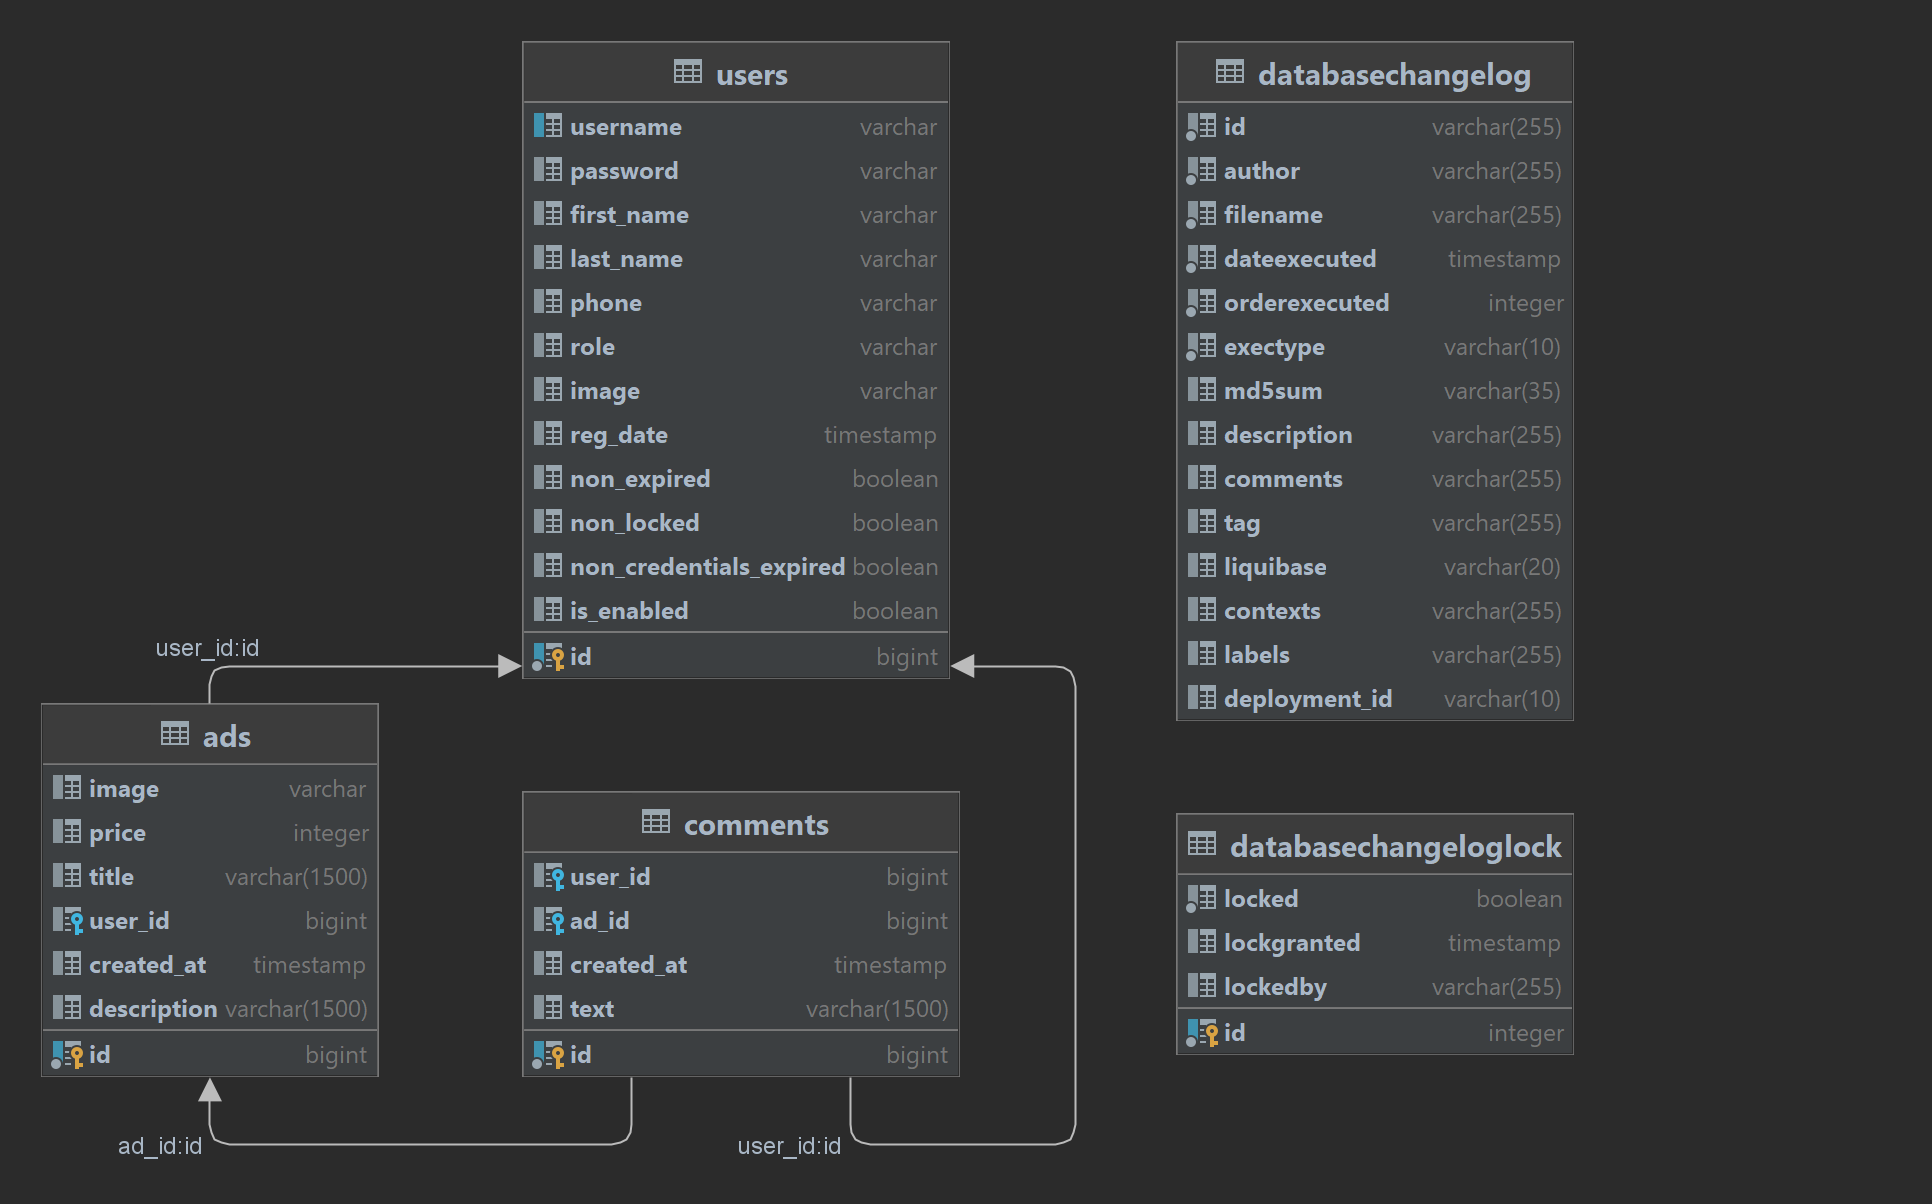 users
username varchar
password varchar
first_name varchar
last_name varchar
phone varchar
role varchar
image varchar
reg_date timestamp
non_expired boolean
non_locked boolean
non_credentials_expired boolean
is_enabled boolean
id bigint
databasechangelog
id varchar(255)
author varchar(255)
filename varchar(255)
dateexecuted timestamp
orderexecuted integer
exectype varchar(10)
md5sum varchar(35)
description varchar(255)
comments varchar(255)
tag varchar(255)
liquibase varchar(20)
contexts varchar(255)
labels varchar(255)
deployment_id varchar(10)
user_id:id
ads
image varchar
price integer
title varchar(1500)
user_id bigint
created_at timestamp
description varchar(1500)
id bigint
comments
user_id bigint
ad_id bigint
created_at timestamp
text varchar(1500)
id bigint
databasechangeloglock
locked boolean
lockgranted timestamp
lockedby varchar(255)
id integer
ad_id:id
user_id:id